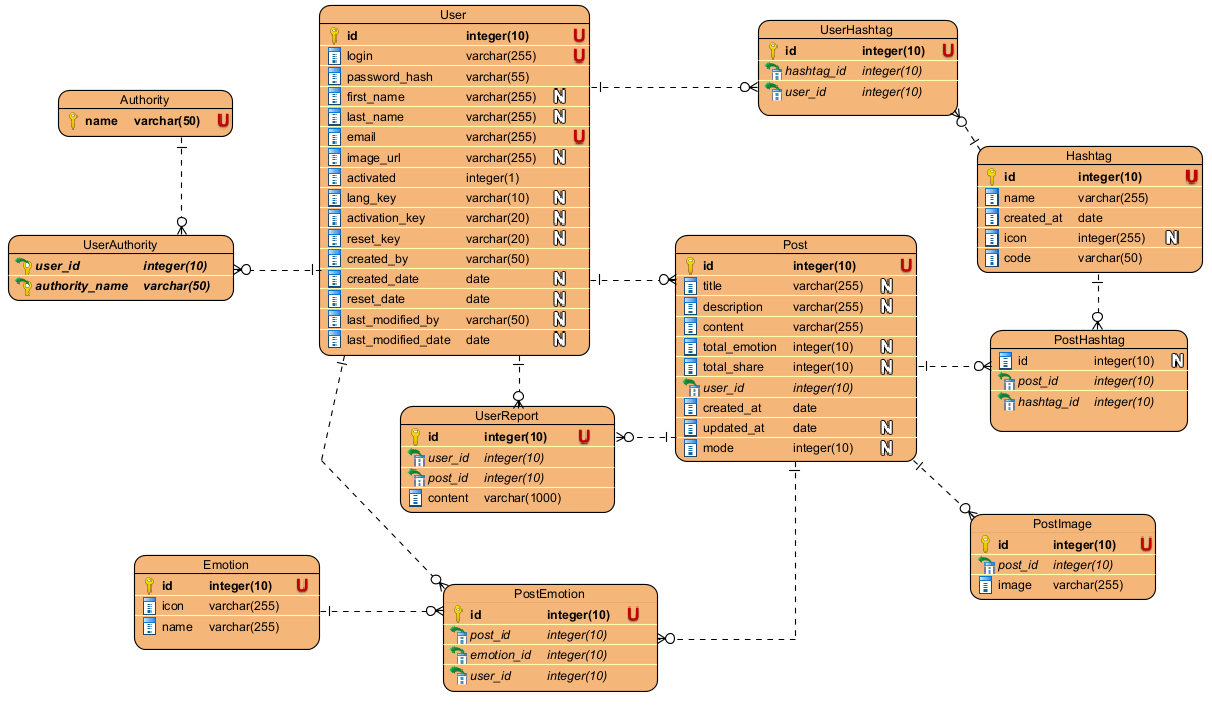 User
id integer(10) U
login varchar(255) U
password_hash varchar(55)
first_name varchar(255) N
last_name varchar(255) N
email varchar(255) U
image_url varchar(255) N
activated integer(1)
lang_key varchar(10) N
activation_key varchar(20) N
reset_key varchar(20) N
created_by varchar(50)
created_date date N
reset_date date N
last_modified_by varchar(50) N
last_modified_date date N
UserHashtag
id integer(10) U
hashtag_id integer(10)
user_id integer(10)
Authority
name varchar(50) U
Hashtag
id integer(10) U
name varchar(255)
created_at date
icon integer(255) N
code varchar(50)
UserAuthority
user_id integer(10)
authority_name varchar(50)
Post
id integer(10) U
title varchar(255) N
description varchar(255) N
content varchar(255)
total_emotion integer(10) N
total_share integer(10) N
user_id integer(10)
created_at date
updated_at date N
mode integer(10) N
PostHashtag
id integer(10) N
post_id integer(10)
hashtag_id integer(10)
UserReport
id integer(10) U
user_id integer(10)
post_id integer(10)
content varchar(1000)
PostImage
id integer(10) U
post_id integer(10)
image varchar(255)
Emotion
id integer(10) U
icon varchar(255)
name varchar(255)
PostEmotion
id integer(10) U
post_id integer(10)
emotion_id integer(10)
user_id integer(10)